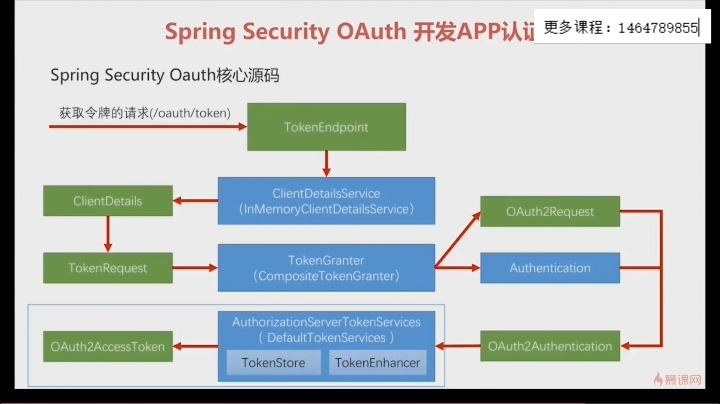 Spring Security OAuth 开发APP认证
更多课程：1464789855
Spring Security Oauth核心源码
获取令牌的请求(/oauth/token)
TokenEndpoint
ClientDetails
ClientDetailsService
（InMemoryClientDetailsService）
OAuth2Request
TokenRequest
TokenGranter
（CompositeTokenGranter）
Authentication
OAuth2AccessToken
AuthorizationServerTokenServices
（ DefaultTokenServices ）
TokenStore
TokenEnhancer
OAuth2Authentication
慕课网